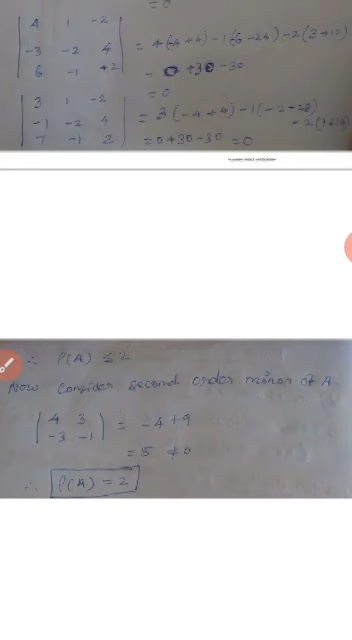 = 0
| 4 1 -2 |
| -3 -2 4 | = 4(-4+4) -1(-6-24) -2(3+12)
| 6 -1 +2 | = 0 +30 -30
= 0
| 3 1 -2 |
| -1 -2 4 | = 3(-4+4) -1(-2-28) -2(1+14)
| 7 -1 2 | = 0+30-30 = 0
∴ ρ(A) ≤ 2
Now Consider second order minor of A.
| 4 3 |
| -3 -1 | = -4 +9
= 5 ≠ 0
∴ ρ(A) = 2